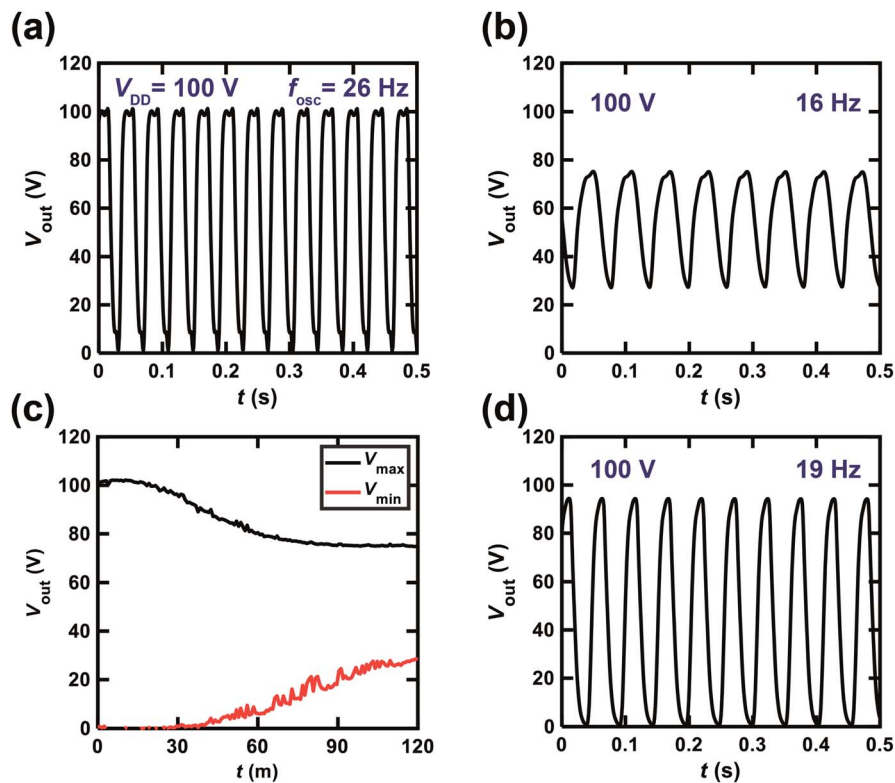 (a)
V_DD = 100 V
f_osc = 26 Hz
120
100
80
60
40
20
0
V_out (V)
0 0.1 0.2 0.3 0.4 0.5
t (s)
(b)
100 V
16 Hz
120
100
80
60
40
20
0
V_out (V)
0 0.1 0.2 0.3 0.4 0.5
t (s)
(c)
V_max
V_min
120
100
80
60
40
20
0
V_out (V)
0 30 60 90 120
t (m)
(d)
100 V
19 Hz
120
100
80
60
40
20
0
V_out (V)
0 0.1 0.2 0.3 0.4 0.5
t (s)